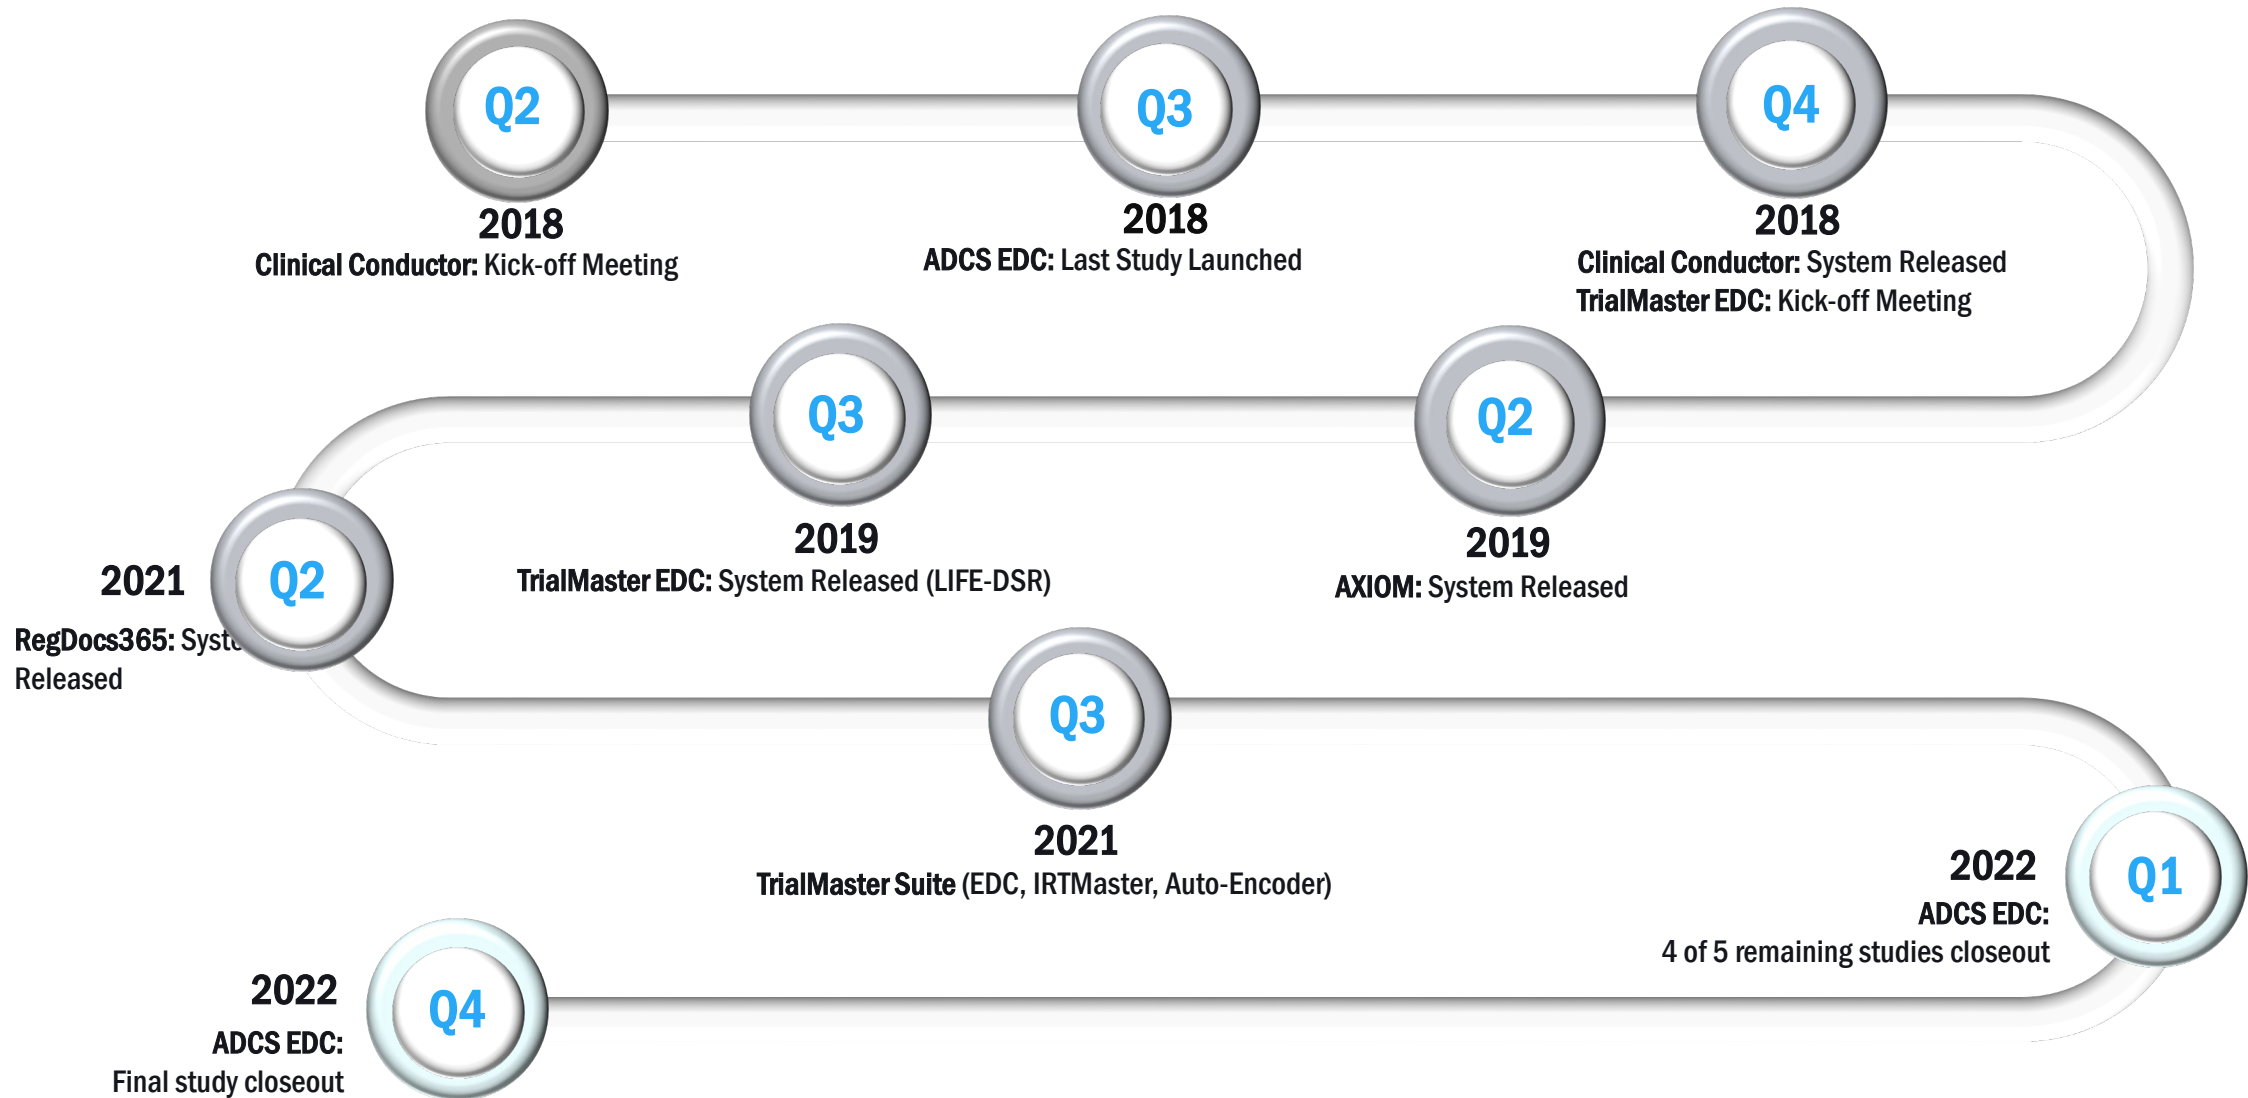 Q2
2018
Clinical Conductor: Kick-off Meeting
Q3
2018
ADCS EDC: Last Study Launched
Q4
2018
Clinical Conductor: System Released
TrialMaster EDC: Kick-off Meeting
Q2
2019
AXIOM: System Released
Q3
2019
TrialMaster EDC: System Released (LIFE-DSR)
Q2
2021
RegDocs365:
Released
Q3
2021
TrialMaster Suite (EDC, IRTMaster, Auto-Encoder)
Q1
2022
ADCS EDC:
4 of 5 remaining studies closeout
Q4
2022
ADCS EDC:
Final study closeout